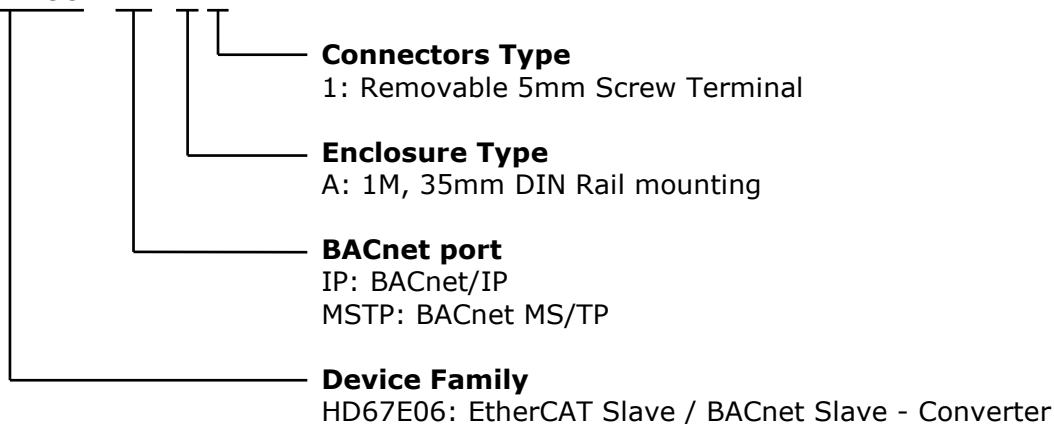 Connectors Type
1: Removable 5mm Screw Terminal
Enclosure Type
A: 1M, 35mm DIN Rail mounting
BACnet port
IP: BACnet/IP
MSTP: BACnet MS/TP
Device Family
HD67E06: EtherCAT Slave / BACnet Slave - Converter